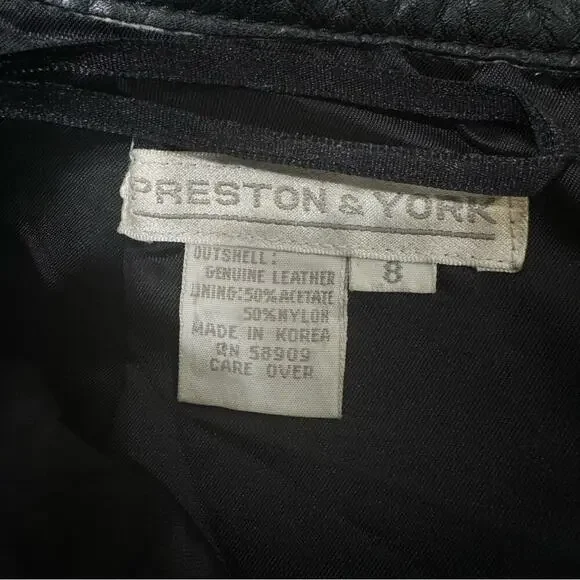 PRESTON & YORK
8
OUTSHELL:
GENUINE LEATHER
LINING:50%ACETATE
50%NYLON
MADE IN KOREA
RN 58909
CARE OVER